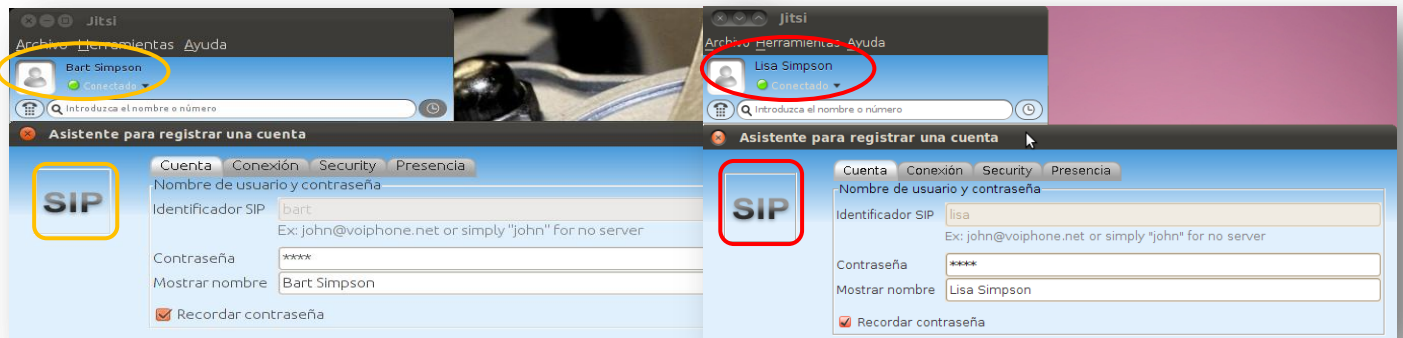 Jitsi
Archivo Herramientas Ayuda
Bart Simpson
Conectado
Introduzca el nombre o número
Asistente para registrar una cuenta
SIP
Cuenta Conexión Security Presencia
Nombre de usuario y contraseña
Identificador SIP bart
Ex: john@voiphone.net or simply "john" for no server
Contraseña ****
Mostrar nombre Bart Simpson
Recordar contraseña
Jitsi
Archivo Herramientas Ayuda
Lisa Simpson
Conectado
Introduzca el nombre o número
Asistente para registrar una cuenta
SIP
Cuenta Conexión Security Presencia
Nombre de usuario y contraseña
Identificador SIP lisa
Ex: john@voiphone.net or simply "john" for no server
Contraseña ****
Mostrar nombre Lisa Simpson
Recordar contraseña